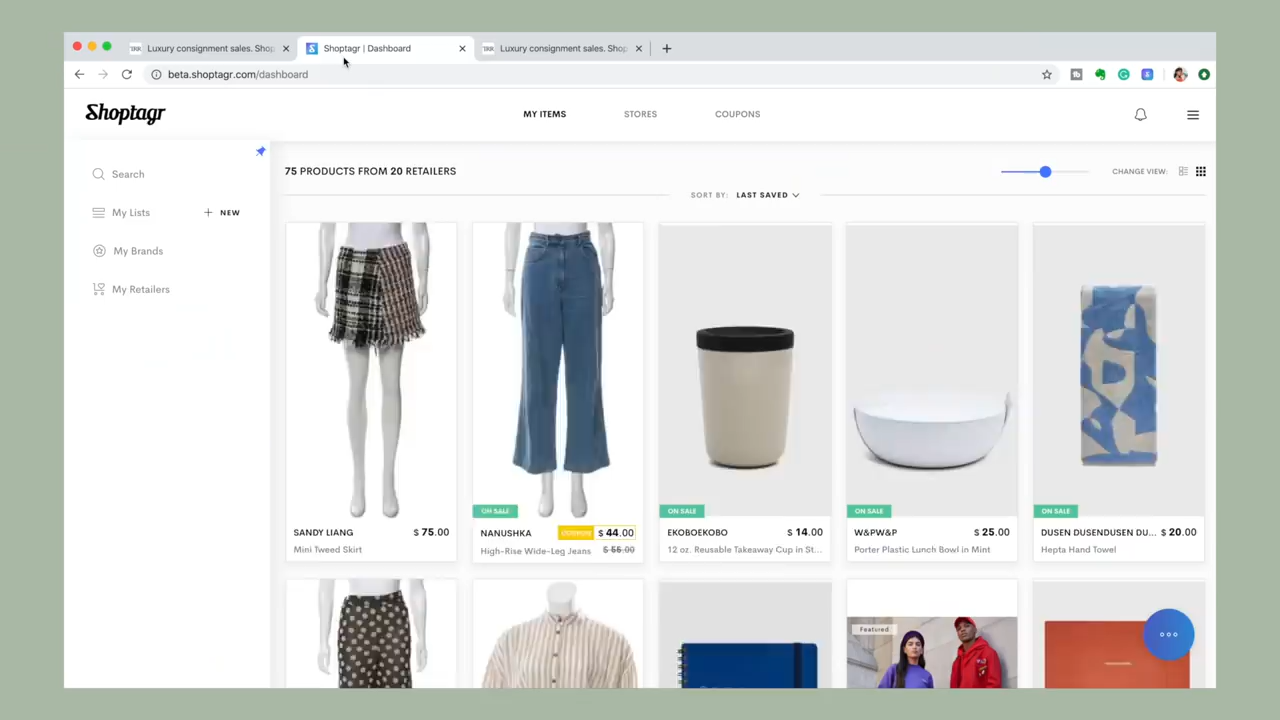 Luxury consignment sales. Shop
Shoptagr | Dashboard
Luxury consignment sales. Shop
beta.shoptagr.com/dashboard
Shoptagr
MY ITEMS
STORES
COUPONS
Search
My Lists
+ NEW
My Brands
My Retailers
75 PRODUCTS FROM 20 RETAILERS
CHANGE VIEW:
SORT BY: LAST SAVED
SANDY LIANG $ 75.00
Mini Tweed Skirt
ON SALE
NANUSHKA $ 44.00
High-Rise Wide-Leg Jeans $ 55.00
ON SALE
EKOBOEKOBO $ 14.00
12 oz. Reusable Takeaway Cup in St...
ON SALE
W&PW&P $ 25.00
Porter Plastic Lunch Bowl in Mint
ON SALE
DUSEN DUSENDUSEN DU... $ 20.00
Hepta Hand Towel
Featured